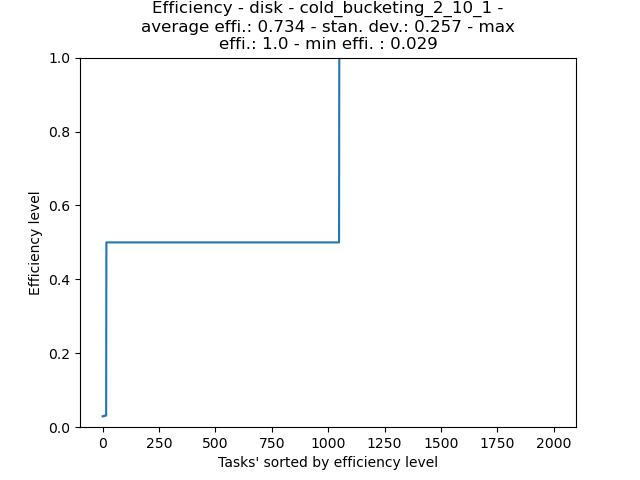 Efficiency - disk - cold_bucketing_2_10_1 -
average effi.: 0.734 - stan. dev.: 0.257 - max
effi.: 1.0 - min effi. : 0.029
1.0
0.8
0.6
0.4
0.2
0.0
Efficiency level
0 250 500 750 1000 1250 1500 1750 2000
Tasks' sorted by efficiency level